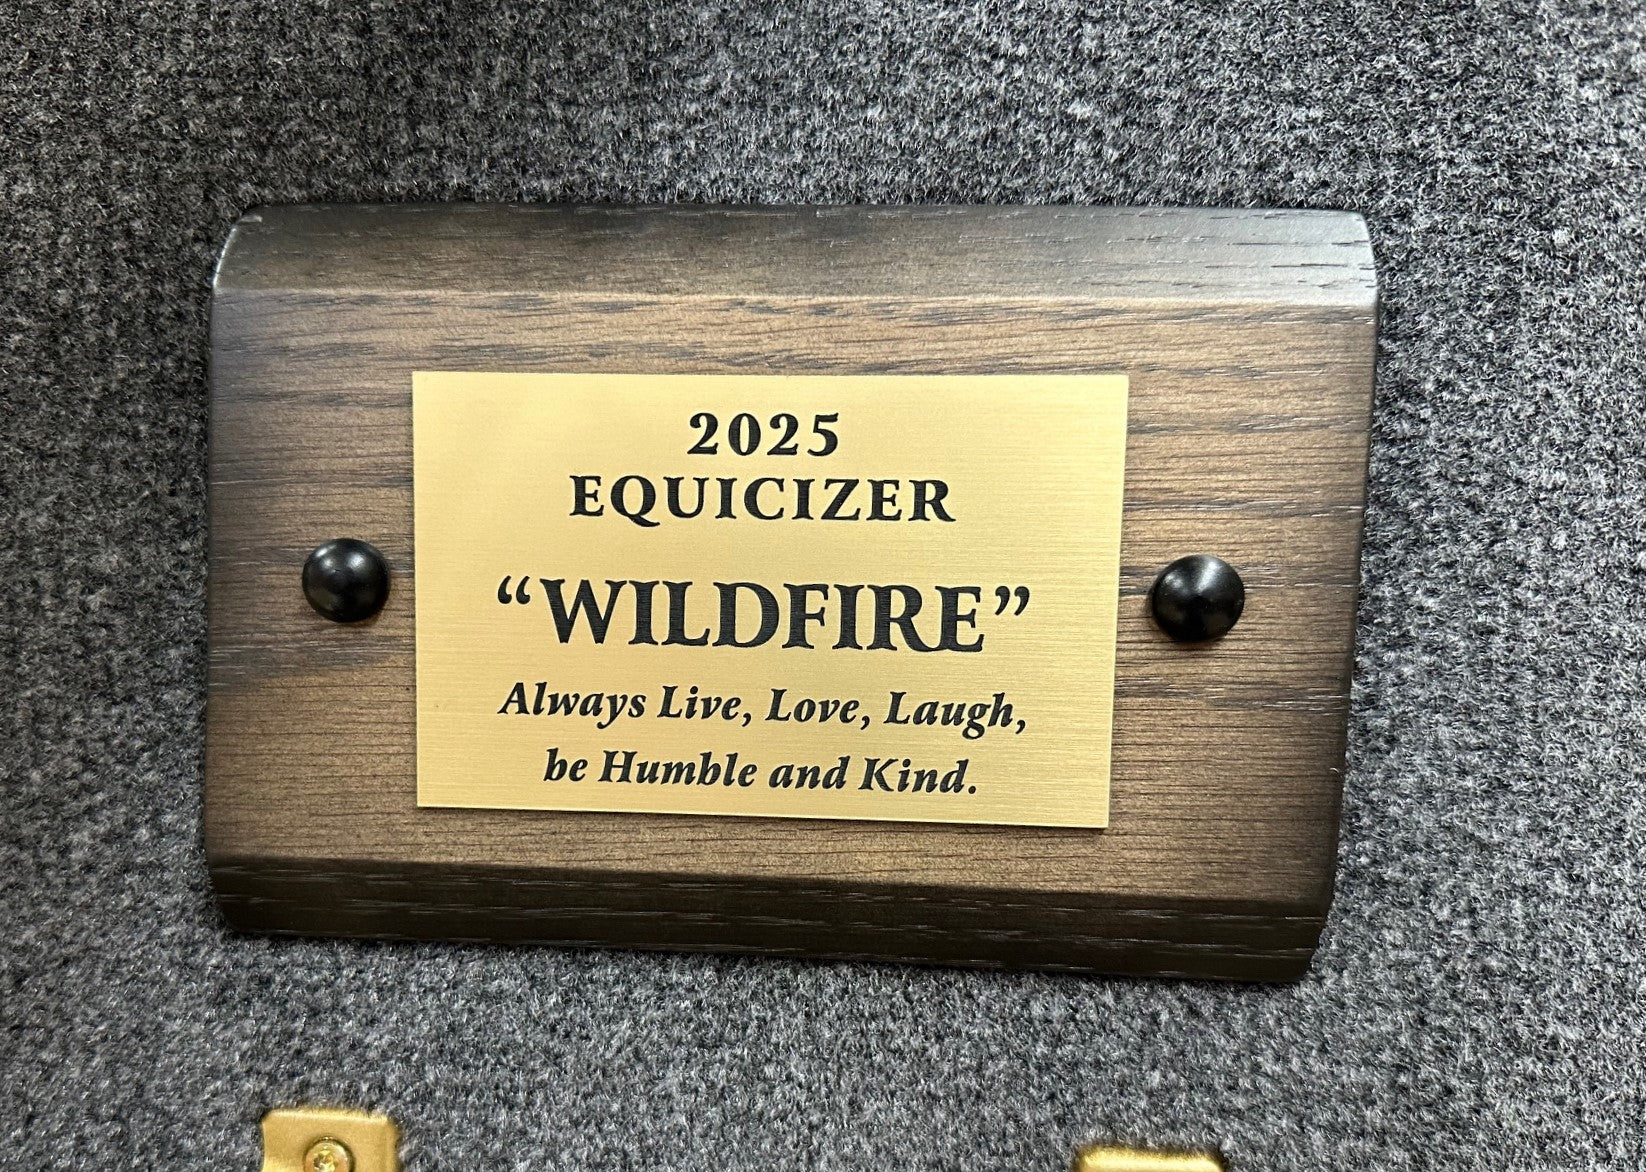 2025
EQUICIZER
“WILDFIRE”
Always Live, Love, Laugh,
be Humble and Kind.